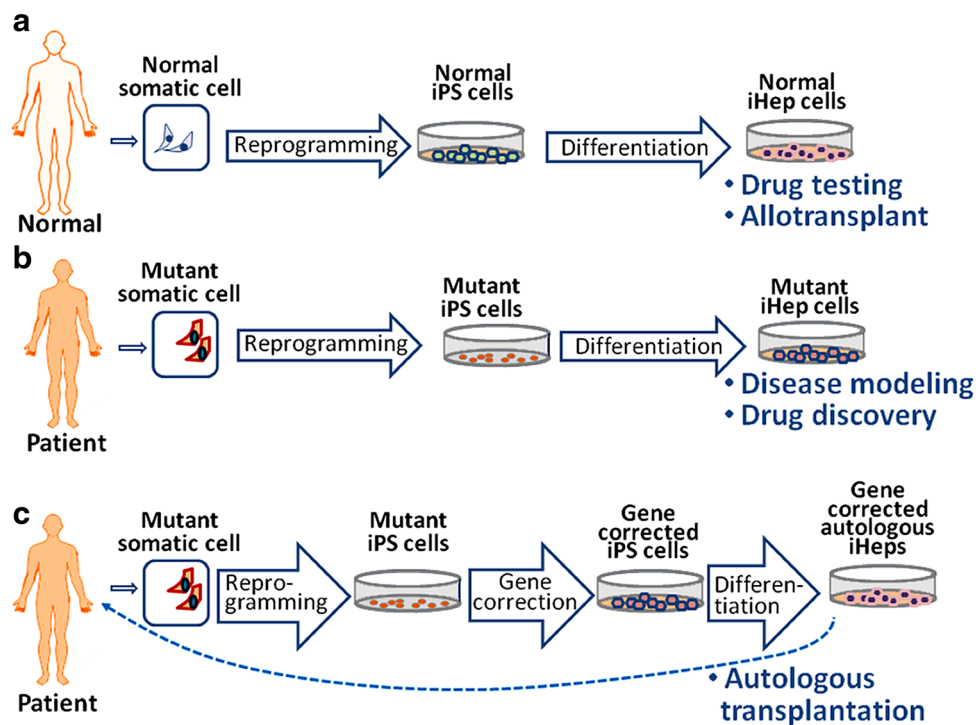 a
Normal
somatic cell
Normal
iPS cells
Normal
iHep cells
Reprogramming
Differentiation
• Drug testing
• Allotransplant
Normal
b
Mutant
somatic cell
Mutant
iPS cells
Mutant
iHep cells
Reprogramming
Differentiation
• Disease modeling
• Drug discovery
Patient
c
Mutant
somatic cell
Mutant
iPS cells
Gene
corrected
iPS cells
Gene
corrected
autologous
iHeps
Repro-
gramming
Gene
correction
Differen-
tiation
• Autologous
transplantation
Patient